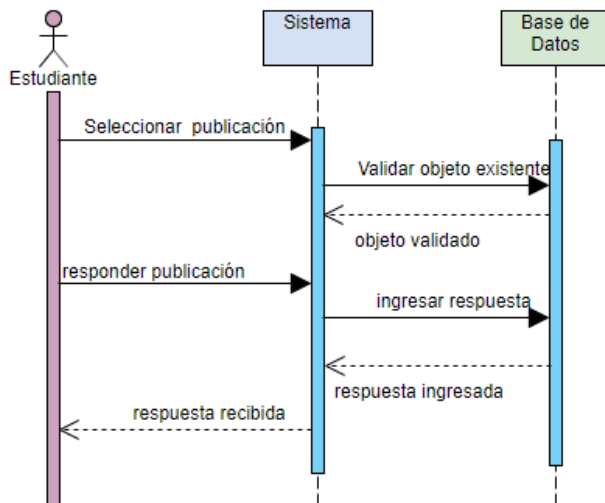 Sistema
Base de
Datos
Estudiante
Seleccionar publicación
Validar objeto existente
objeto validado
responder publicación
ingresar respuesta
respuesta ingresada
respuesta recibida